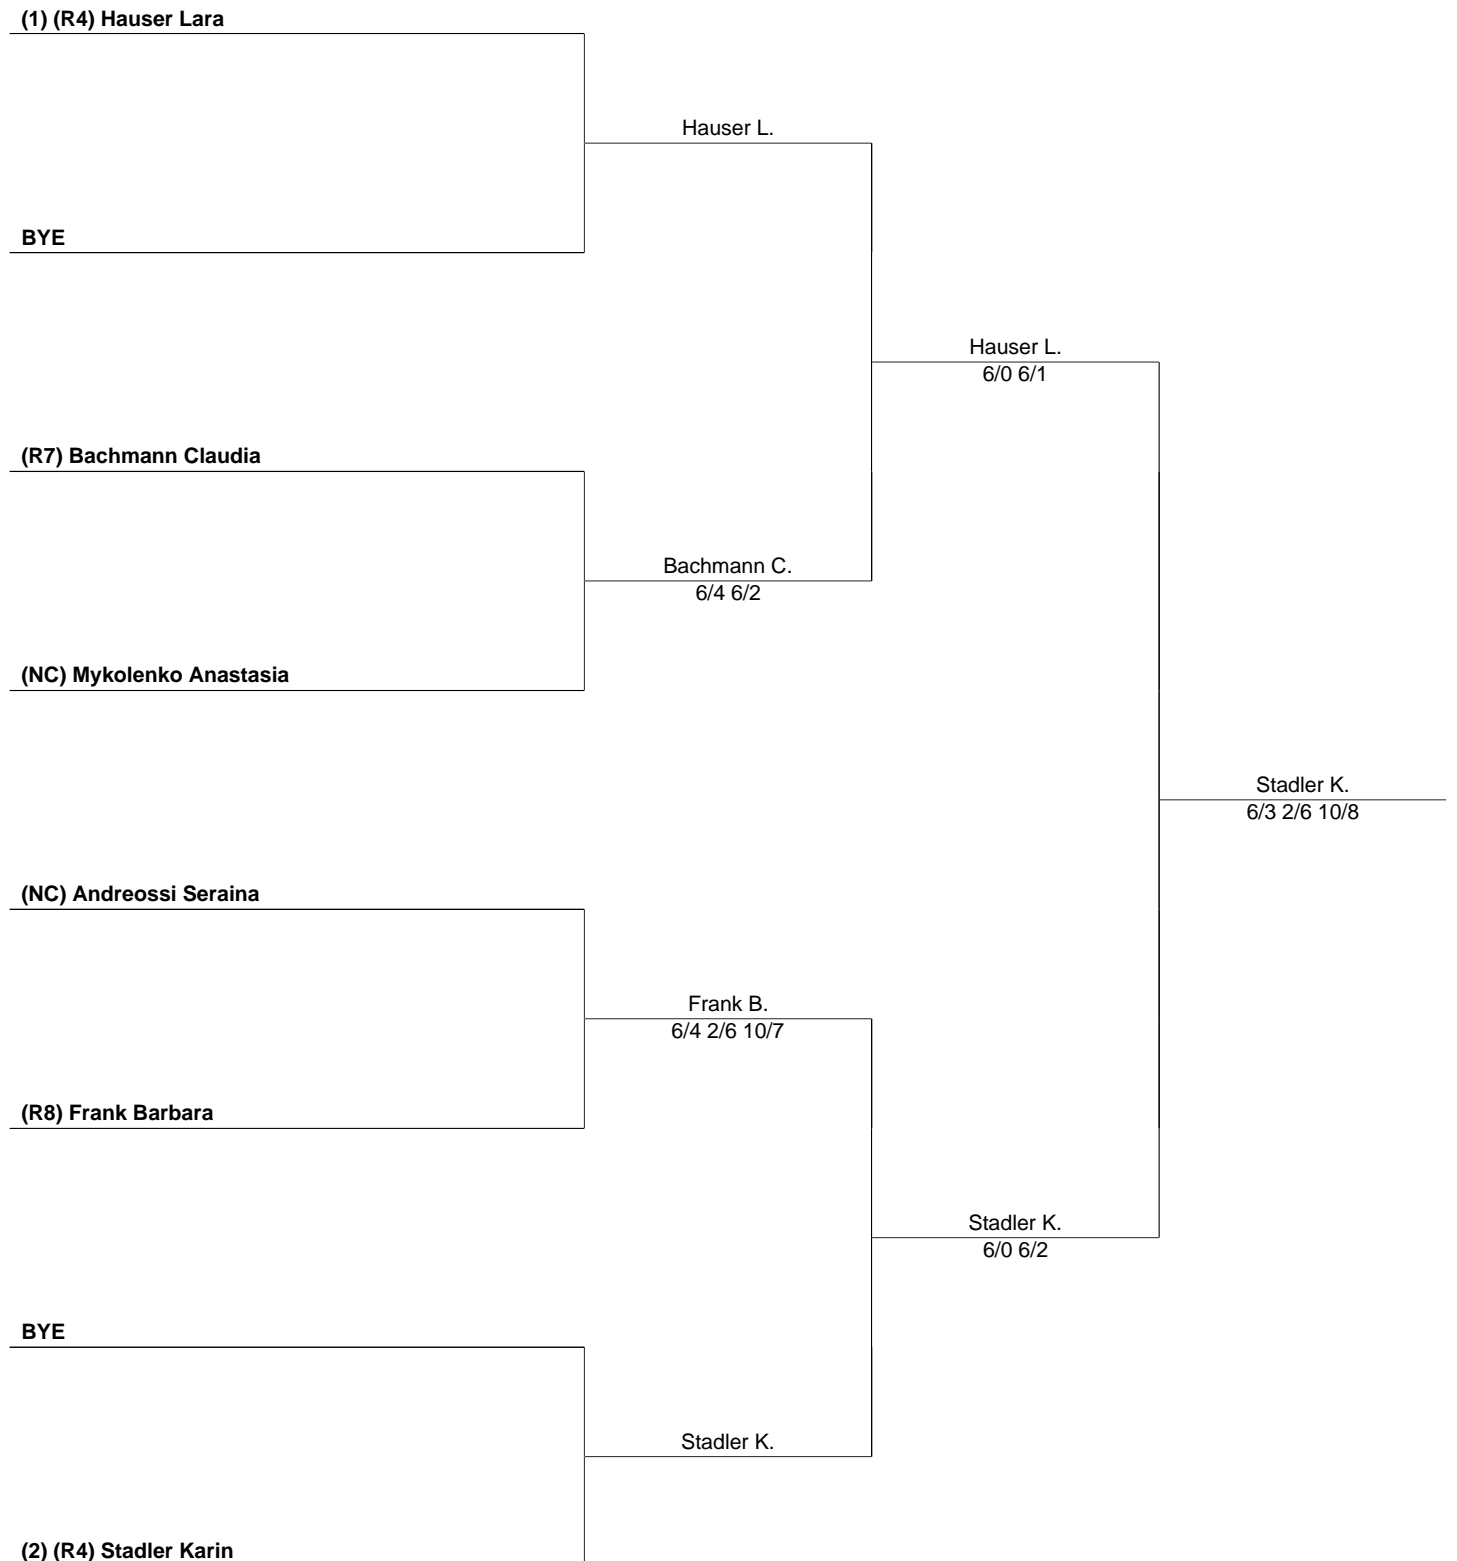 (1) (R4) Hauser Lara
Hauser L.
BYE
Hauser L.
6/0 6/1
(R7) Bachmann Claudia
Bachmann C.
6/4 6/2
(NC) Mykolenko Anastasia
Stadler K.
6/3 2/6 10/8
(NC) Andreossi Seraina
Frank B.
6/4 2/6 10/7
(R8) Frank Barbara
Stadler K.
6/0 6/2
BYE
Stadler K.
(2) (R4) Stadler Karin